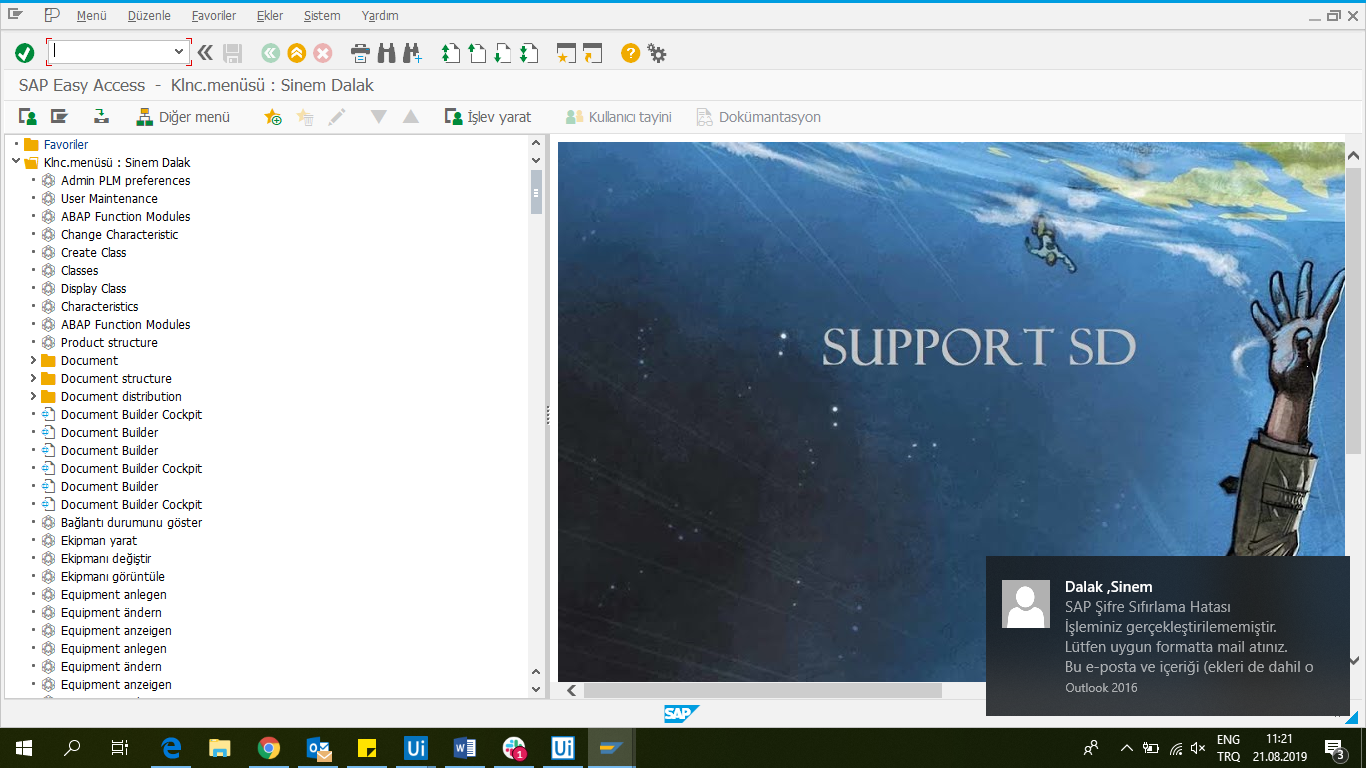 Menü Düzenle Favoriler Ekler Sistem Yardım
SAP Easy Access - Klnc.menüsü : Sinem Dalak
Diğer menü İşlev yarat Kullanıcı tayini Dokümantasyon
Favoriler
Klnc.menüsü : Sinem Dalak
Admin PLM preferences
User Maintenance
ABAP Function Modules
Change Characteristic
Create Class
Classes
Display Class
Characteristics
ABAP Function Modules
Product structure
Document
Document structure
Document distribution
Document Builder Cockpit
Document Builder
Document Builder
Document Builder Cockpit
Document Builder
Document Builder Cockpit
Bağlantı durumunu göster
Ekipman yarat
Ekipmanı değiştir
Ekipmanı görüntüle
Equipment anlegen
Equipment ändern
Equipment anzeigen
Equipment anlegen
Equipment ändern
Equipment anzeigen
SUPPORT SD
Dalak ,Sinem
SAP Şifre Sıfırlama Hatası
İşleminiz gerçekleştirilememiştir.
Lütfen uygun formatta mail atınız.
Bu e-posta ve içeriği (ekleri de dahil o
Outlook 2016
SAP
Ui
Ui
1
ENG
TRQ
11:21
21.08.2019
3